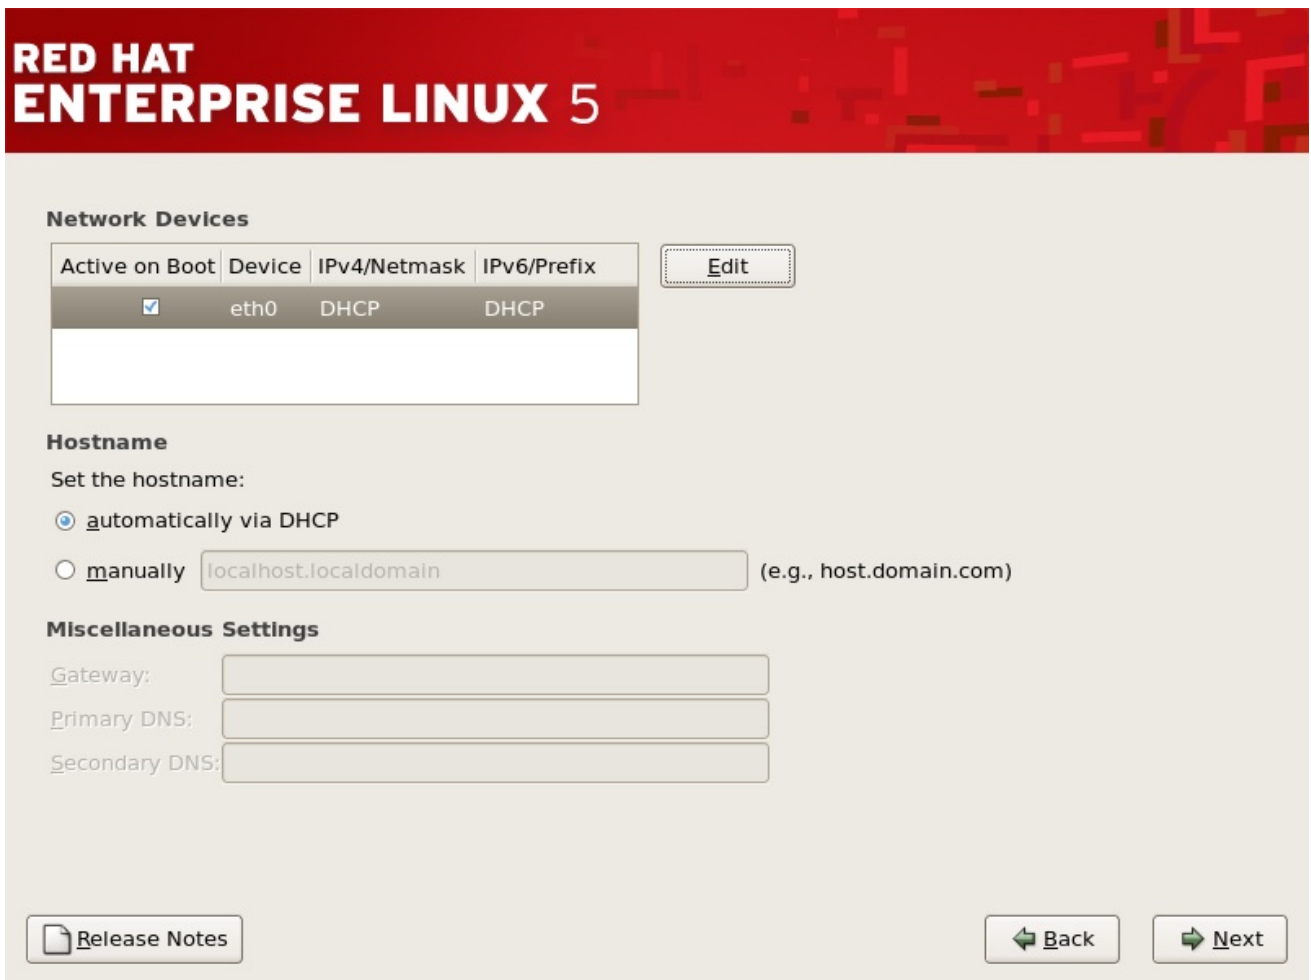 RED HAT
ENTERPRISE LINUX 5
Network Devices
Active on Boot Device IPv4/Netmask IPv6/Prefix
eth0 DHCP DHCP
Edit
Hostname
Set the hostname:
automatically via DHCP
manually localhost.localdomain (e.g., host.domain.com)
Miscellaneous Settings
Gateway:
Primary DNS:
Secondary DNS:
Release Notes Back Next